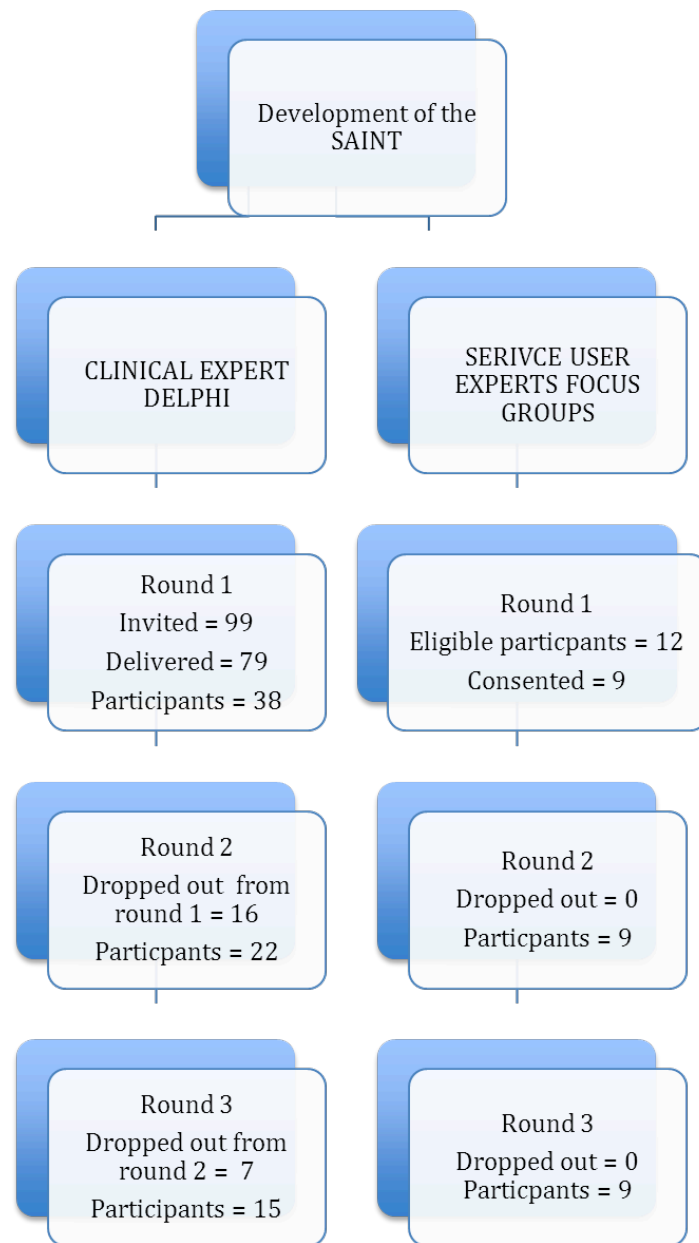 Development of the
SAINT
CLINICAL EXPERT
DELPHI
SERIVCE USER
EXPERTS FOCUS
GROUPS
Round 1
Invited = 99
Delivered = 79
Participants = 38
Round 1
Eligible particpants = 12
Consented = 9
Round 2
Dropped out from
round 1 = 16
Particpants = 22
Round 2
Dropped out = 0
Particpants = 9
Round 3
Dropped out from
round 2 = 7
Participants = 15
Round 3
Dropped out = 0
Particpants = 9